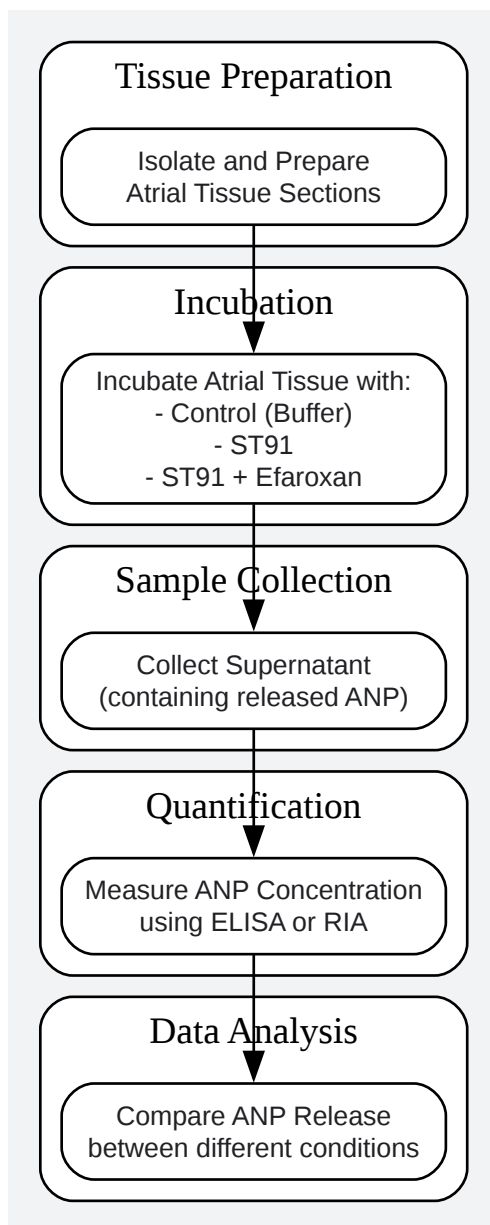 Tissue Preparation
Isolate and Prepare
Atrial Tissue Sections
Incubation
Incubate Atrial Tissue with:
- Control (Buffer)
- ST91
- ST91 + Efaroxan
Sample Collection
Collect Supernatant
(containing released ANP)
Quantification
Measure ANP Concentration
using ELISA or RIA
Data Analysis
Compare ANP Release
between different conditions